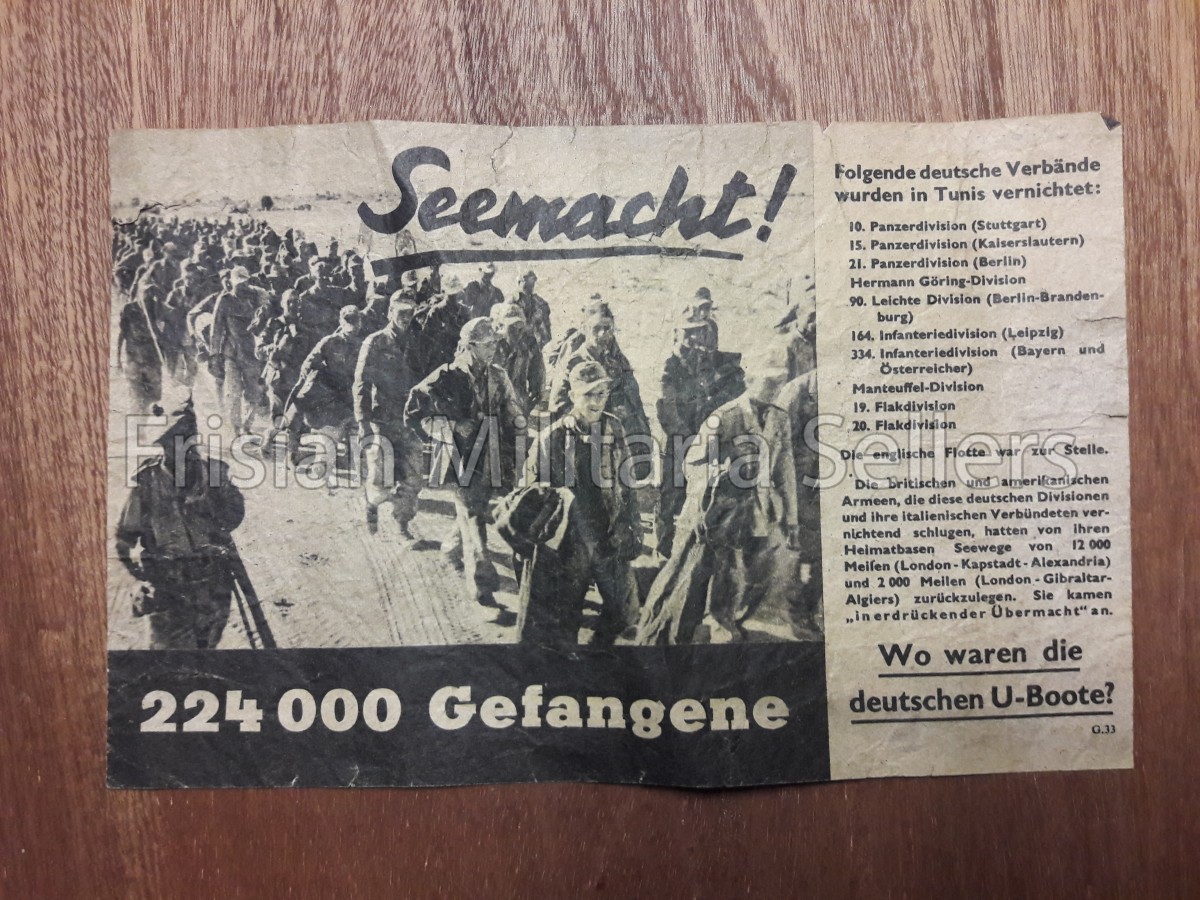 Seemacht!
224 000 Gefangene
Folgende deutsche Verbände
wurden in Tunis vernichtet:
10. Panzerdivision (Stuttgart)
15. Panzerdivision (Kaiserslautern)
21. Panzerdivision (Berlin)
Hermann Göring-Division
90. Leichte Division (Berlin-Branden-
burg)
164. Infanteriedivision (Leipzig)
334. Infanteriedivision (Bayern und
Österreicher)
Manteuffel-Division
19. Flakdivision
20. Flakdivision
Die englische Flotte war zur Stelle.
Die britischen und amerikanischen
Armeen, die diese deutschen Divisionen
und ihre italienischen Verbündeten ver-
nichtend schlugen, hatten von ihren
Heimatbasen Seewege von 12 000
Meilen (London - Kapstadt - Alexandria)
und 2 000 Meilen (London - Gibraltar-
Algiers) zurückzulegen. Sie kamen
„in erdrückender Übermacht" an.
Wo waren die
deutschen U-Boote?
G.33
Frisian Militaria Sellers